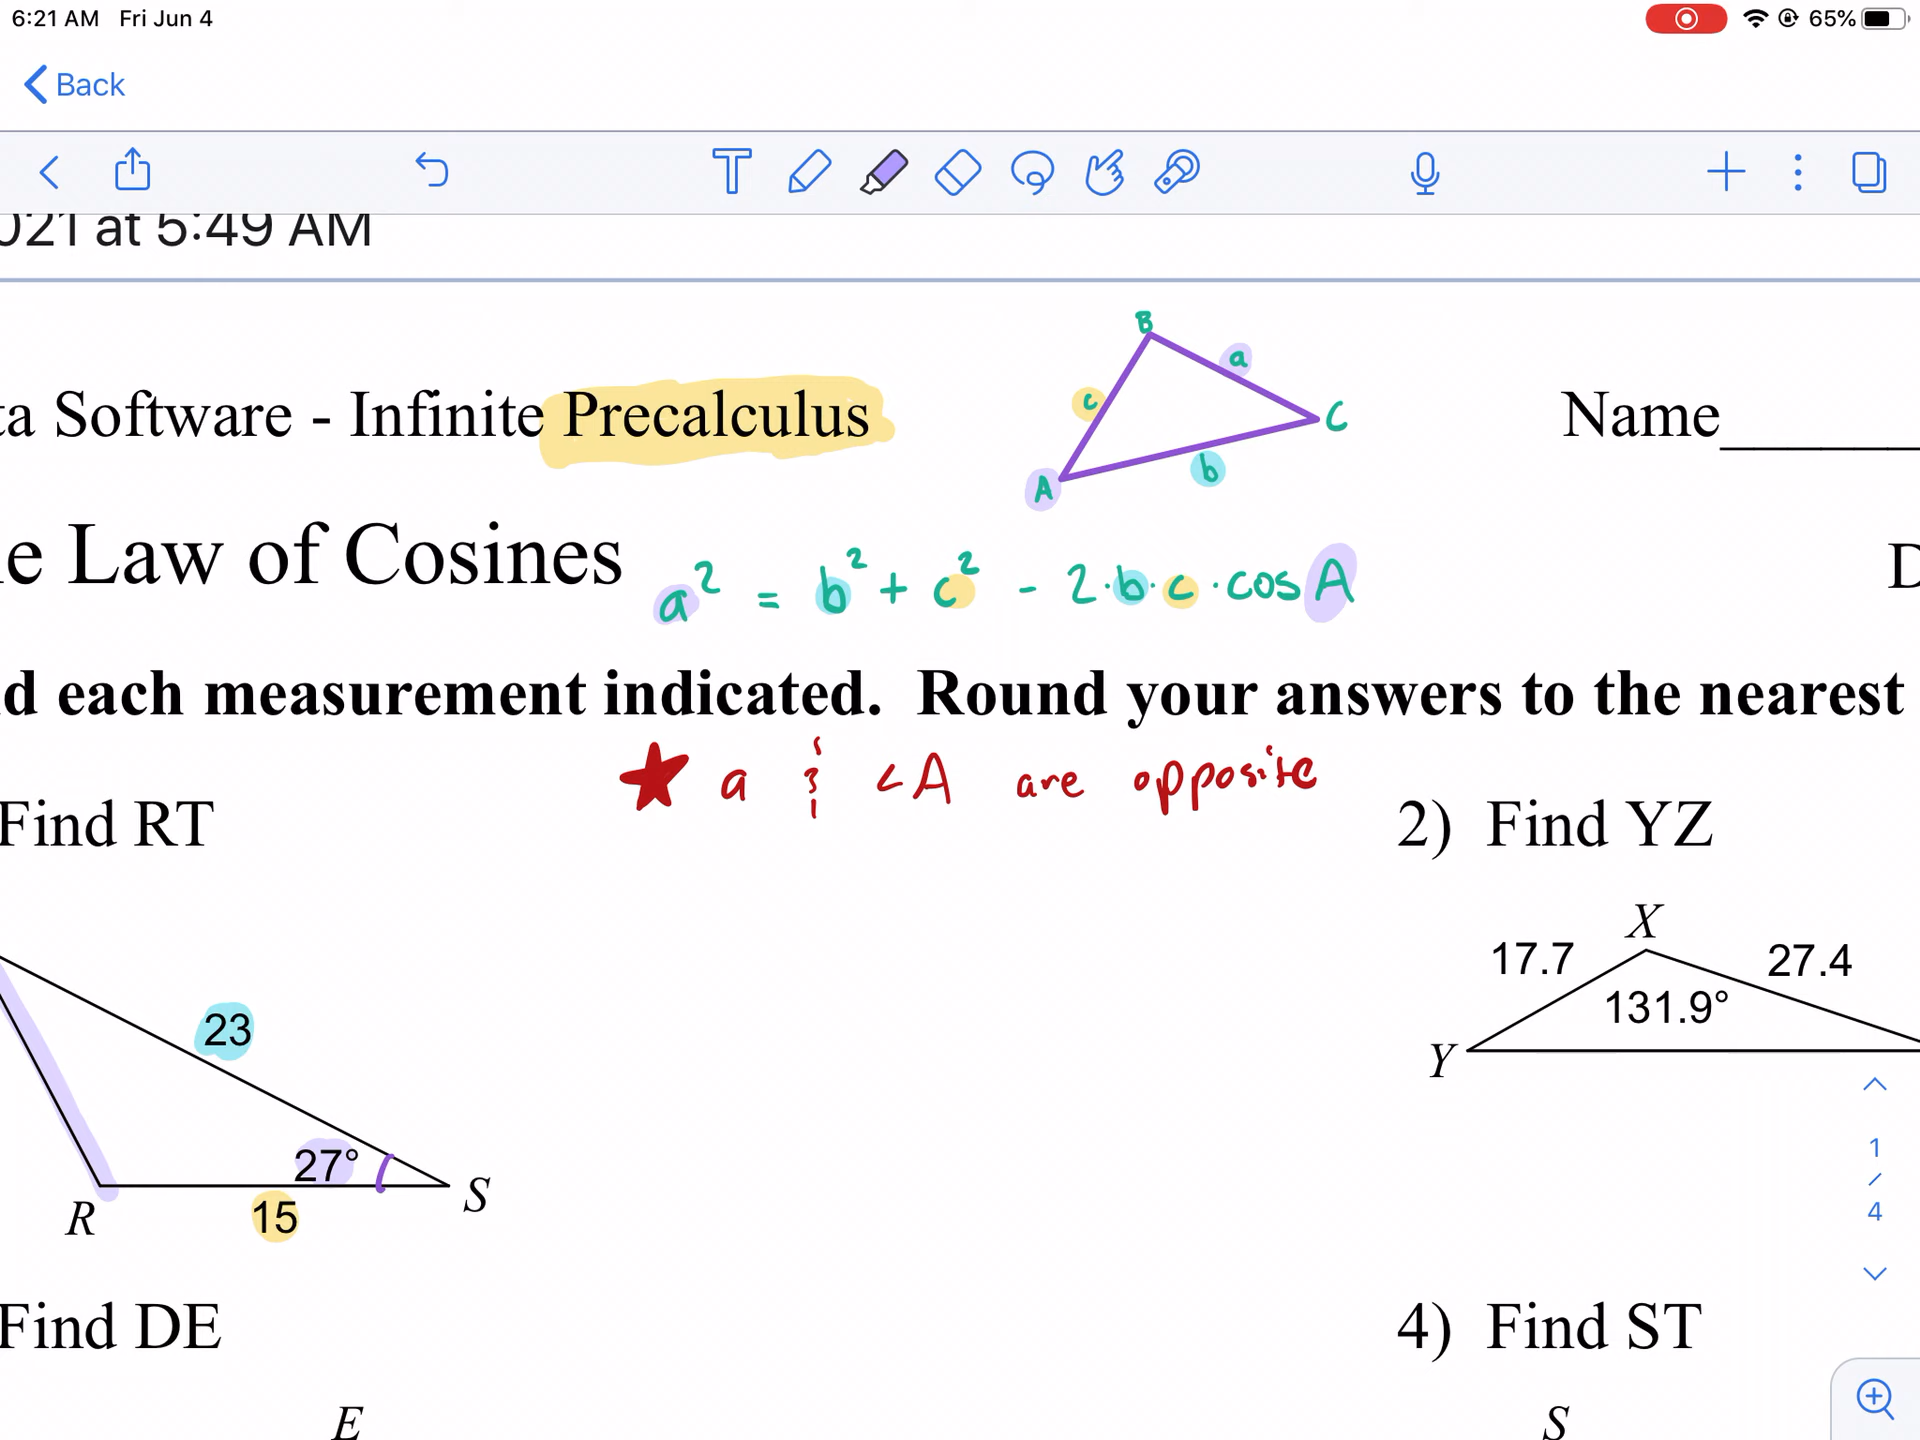 6:21 AM Fri Jun 4
65%
Back
021 at 5:49 AM
B
a
c
C
b
A
ta Software - Infinite Precalculus
Name
e Law of Cosines
D
a² = b² + c² - 2·b·c·cosA
d each measurement indicated. Round your answers to the nearest
★ a & <A are opposite
Find RT
2) Find YZ
X
17.7
27.4
131.9°
Y
23
27°
R
15
S
1
/
4
Find DE
4) Find ST
E
S